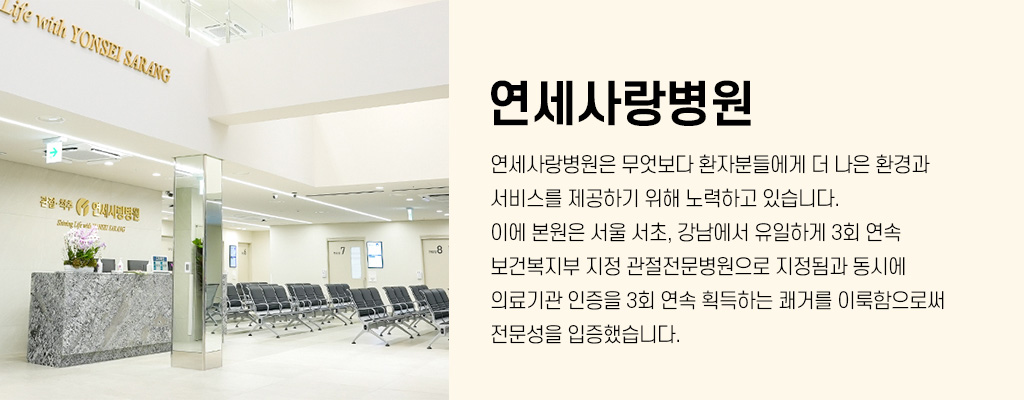 Life with YONSEI SARANG
관절·척추 연세사랑병원
Shining Life with YONSEI SARANG
7
8
연세사랑병원
연세사랑병원은 무엇보다 환자분들에게 더 나은 환경과
서비스를 제공하기 위해 노력하고 있습니다.
이에 본원은 서울 서초, 강남에서 유일하게 3회 연속
보건복지부 지정 관절전문병원으로 지정됨과 동시에
의료기관 인증을 3회 연속 획득하는 쾌거를 이룩함으로써
전문성을 입증했습니다.